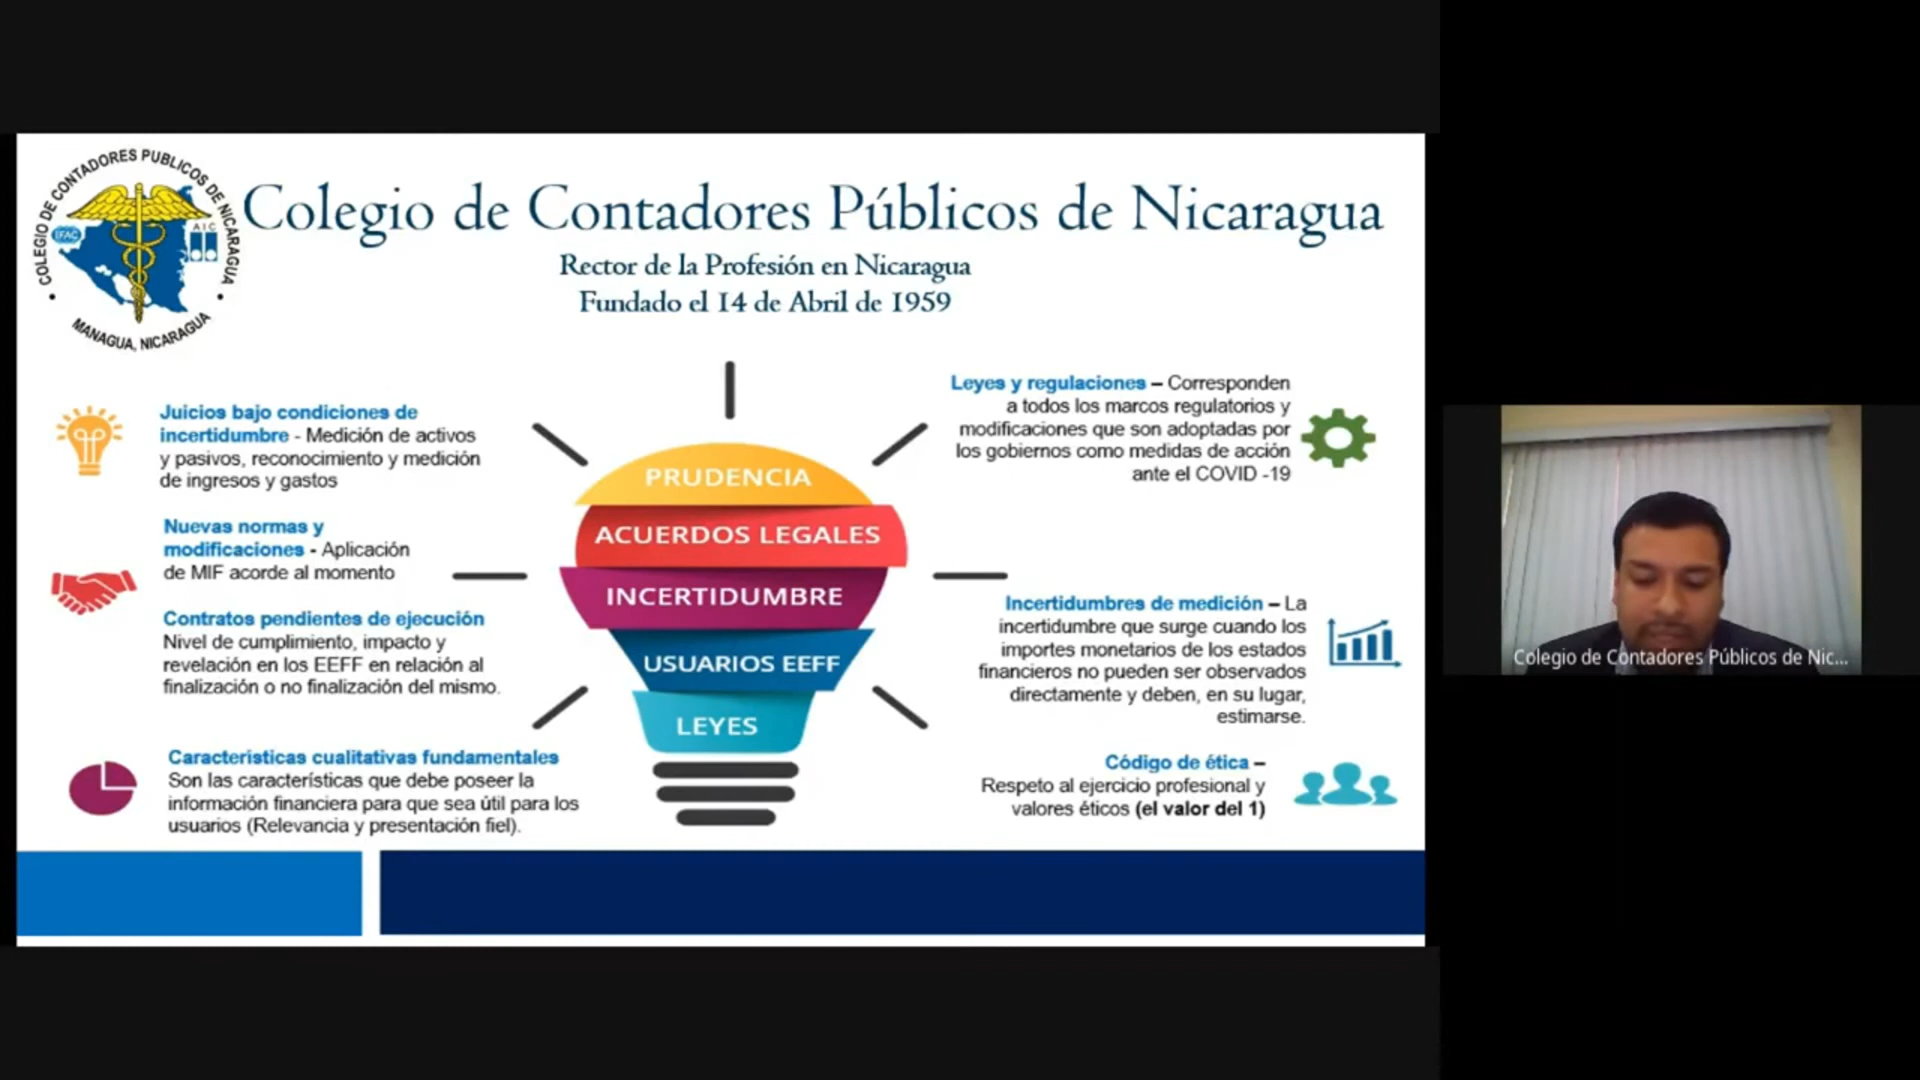 COLEGIO DE CONTADORES PUBLICOS DE NICARAGUA
IFAC
AIC
MANAGUA, NICARAGUA
Colegio de Contadores Públicos de Nicaragua
Rector de la Profesión en Nicaragua
Fundado el 14 de Abril de 1959
Juicios bajo condiciones de
incertidumbre - Medición de activos
y pasivos, reconocimiento y medición
de ingresos y gastos
Nuevas normas y
modificaciones - Aplicación
de MIF acorde al momento
Contratos pendientes de ejecución
Nivel de cumplimiento, impacto y
revelación en los EEFF en relación al
finalización o no finalización del mismo.
Características cualitativas fundamentales
Son las características que debe poseer la
información financiera para que sea útil para los
usuarios (Relevancia y presentación fiel).
PRUDENCIA
ACUERDOS LEGALES
INCERTIDUMBRE
USUARIOS EEFF
LEYES
Leyes y regulaciones – Corresponden
a todos los marcos regulatorios y
modificaciones que son adoptadas por
los gobiernos como medidas de acción
ante el COVID -19
Incertidumbres de medición – La
incertidumbre que surge cuando los
importes monetarios de los estados
financieros no pueden ser observados
directamente y deben, en su lugar,
estimarse.
Código de ética –
Respeto al ejercicio profesional y
valores éticos (el valor del 1)
Colegio de Contadores Públicos de Nic...